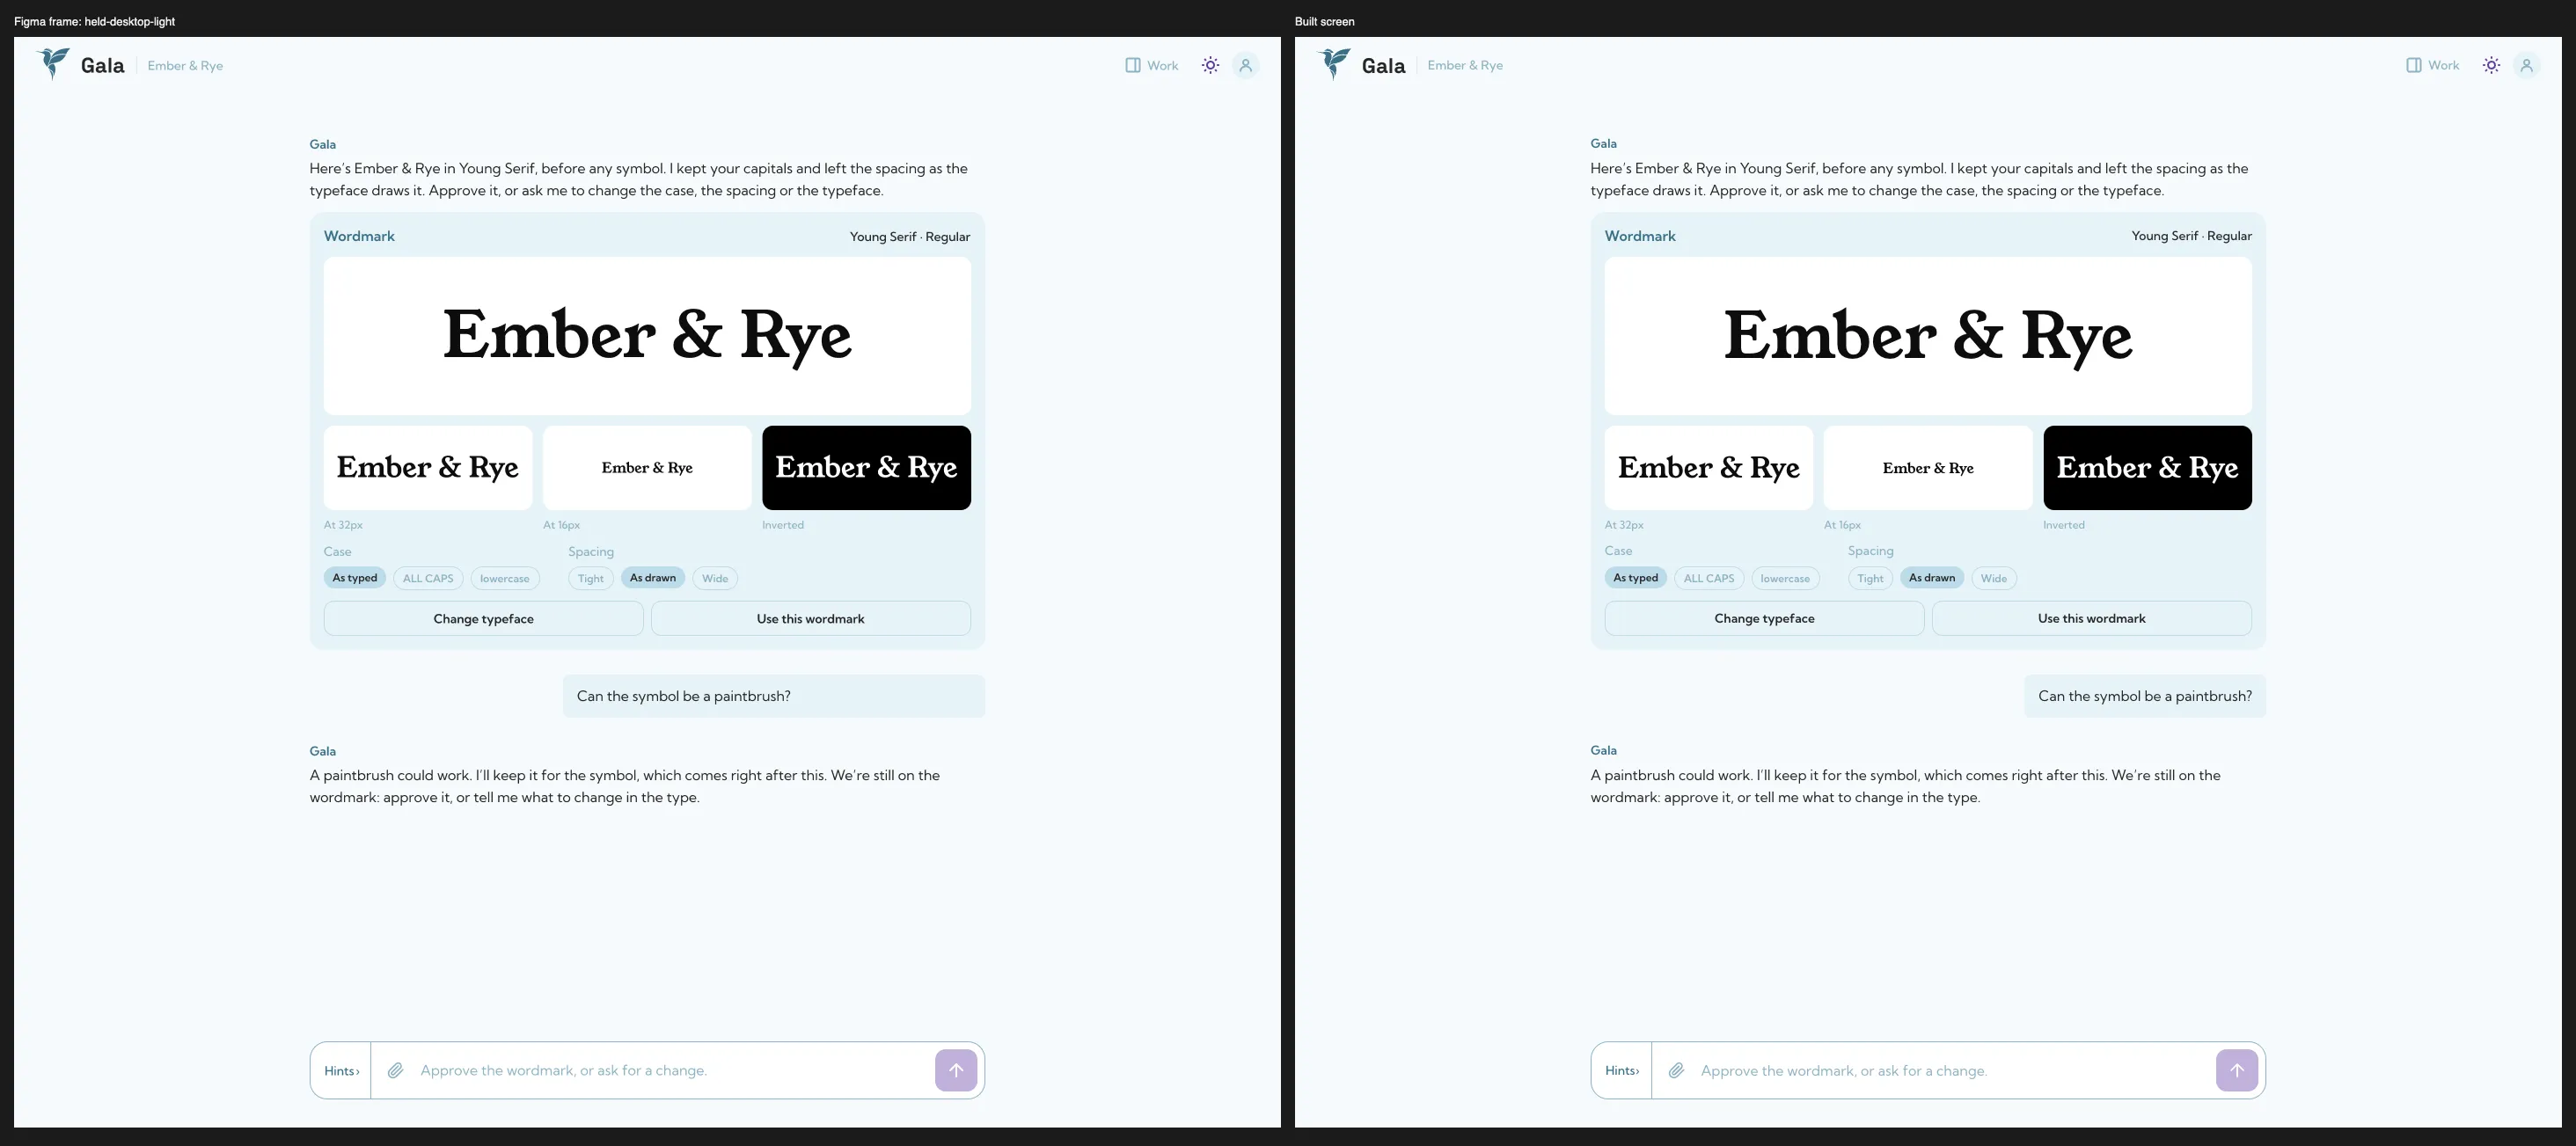 Figma frame: held-desktop-light
Gala
Ember & Rye
Work
Gala
Here’s Ember & Rye in Young Serif, before any symbol. I kept your capitals and left the spacing as the
typeface draws it. Approve it, or ask me to change the case, the spacing or the typeface.
Wordmark
Young Serif · Regular
Ember & Rye
Ember & Rye
Ember & Rye
Ember & Rye
At 32px
At 16px
Inverted
Case
Spacing
As typed
ALL CAPS
lowercase
Tight
As drawn
Wide
Change typeface
Use this wordmark
Can the symbol be a paintbrush?
Gala
A paintbrush could work. I’ll keep it for the symbol, which comes right after this. We’re still on the
wordmark: approve it, or tell me what to change in the type.
Hints›
Approve the wordmark, or ask for a change.
Built screen
Gala
Ember & Rye
Work
Gala
Here’s Ember & Rye in Young Serif, before any symbol. I kept your capitals and left the spacing as the
typeface draws it. Approve it, or ask me to change the case, the spacing or the typeface.
Wordmark
Young Serif · Regular
Ember & Rye
Ember & Rye
Ember & Rye
Ember & Rye
At 32px
At 16px
Inverted
Case
Spacing
As typed
ALL CAPS
lowercase
Tight
As drawn
Wide
Change typeface
Use this wordmark
Can the symbol be a paintbrush?
Gala
A paintbrush could work. I’ll keep it for the symbol, which comes right after this. We’re still on the
wordmark: approve it, or tell me what to change in the type.
Hints›
Approve the wordmark, or ask for a change.